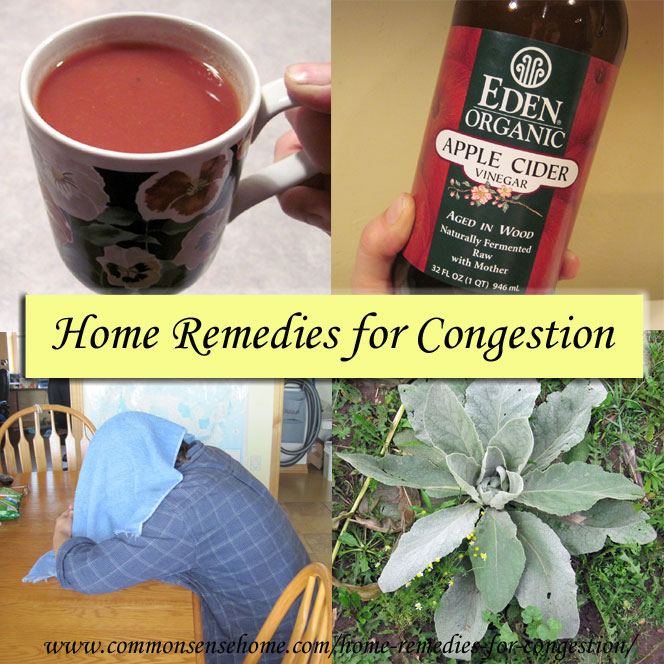 EDEN
ORGANIC
APPLE CIDER
VINEGAR
AGED IN WOOD
Naturally Fermented
Raw
with Mother
32 FL OZ (1 QT) 946 mL
Home Remedies for Congestion
www.commonsensehome.com/home-remedies-for-congestion/